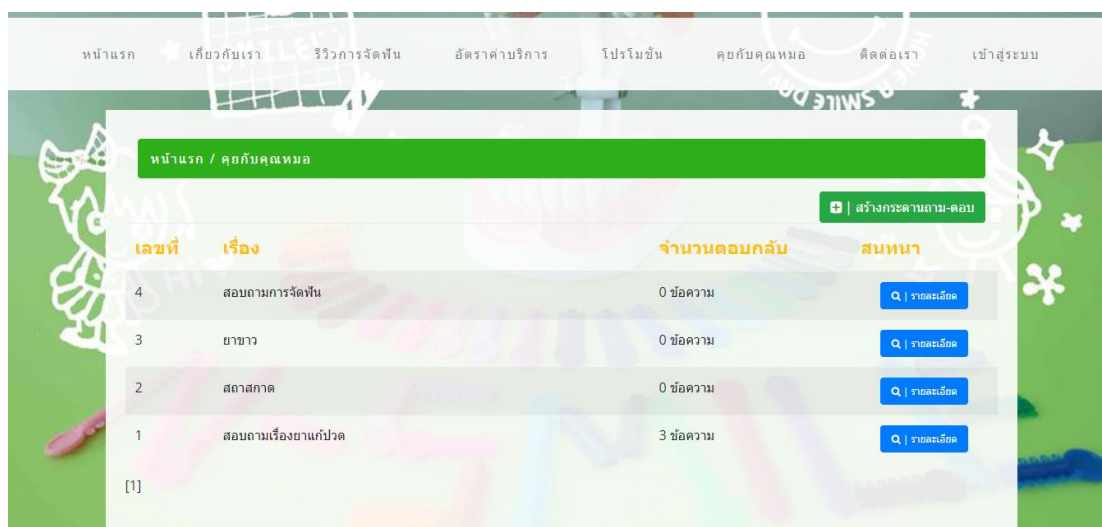 หน้าแรก เกี่ยวกับเรา รีวิวการจัดฟัน อัตราค่าบริการ โปรโมชั่น คุยกับคุณหมอ ติดต่อเรา เข้าสู่ระบบ
หน้าแรก / คุยกับคุณหมอ
| สร้างกระดานถาม-ตอบ
เลขที่ เรื่อง จำนวนตอบกลับ สนทนา
4 สอบถามการจัดฟัน 0 ข้อความ | รายละเอียด
3 ยาขาว 0 ข้อความ | รายละเอียด
2 สถาสกาด 0 ข้อความ | รายละเอียด
1 สอบถามเรื่องยาแก้ปวด 3 ข้อความ | รายละเอียด
[1]